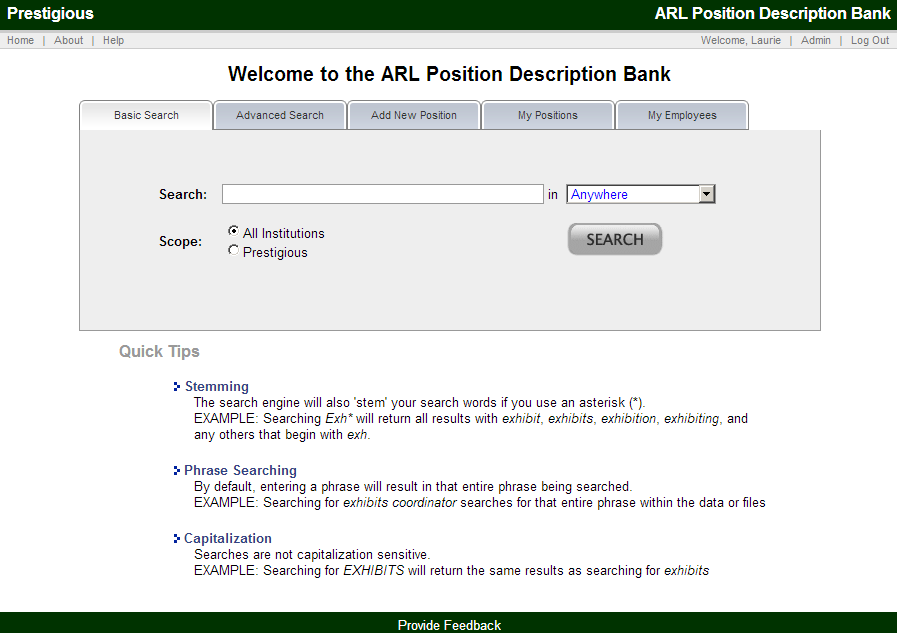 Prestigious ARL Position Description Bank
Home | About | Help Welcome, Laurie | Admin | Log Out
Welcome to the ARL Position Description Bank
Basic Search Advanced Search Add New Position My Positions My Employees
Search: in Anywhere
Scope: All Institutions
Prestigious
SEARCH
Quick Tips
Stemming
The search engine will also 'stem' your search words if you use an asterisk (*).
EXAMPLE: Searching Exh* will return all results with exhibit, exhibits, exhibition, exhibiting, and
any others that begin with exh.
Phrase Searching
By default, entering a phrase will result in that entire phrase being searched.
EXAMPLE: Searching for exhibits coordinator searches for that entire phrase within the data or files
Capitalization
Searches are not capitalization sensitive.
EXAMPLE: Searching for EXHIBITS will return the same results as searching for exhibits
Provide Feedback